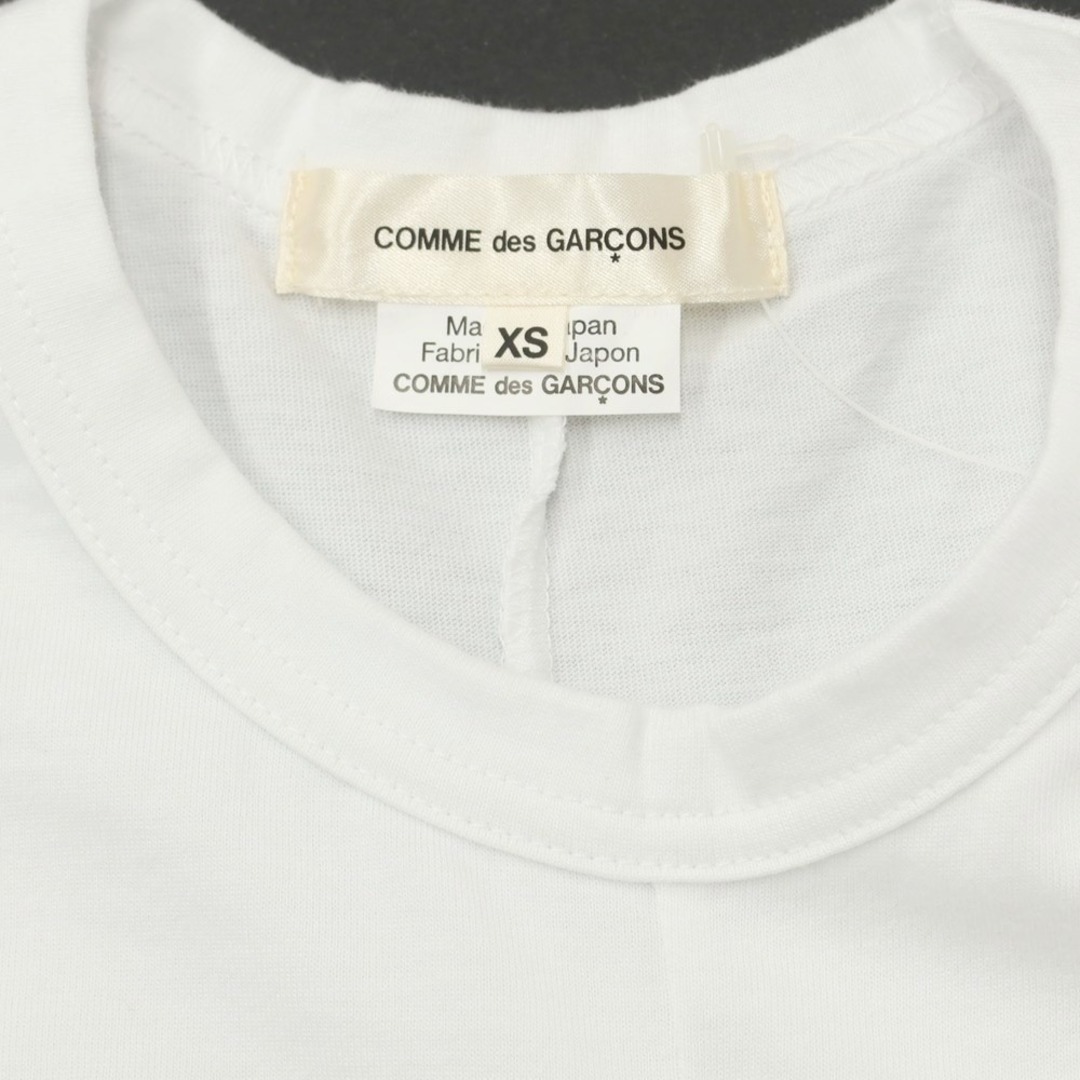 COMME des GARÇONS
*
Ma XS apan
Fabri Japon
COMME des GARÇONS
*